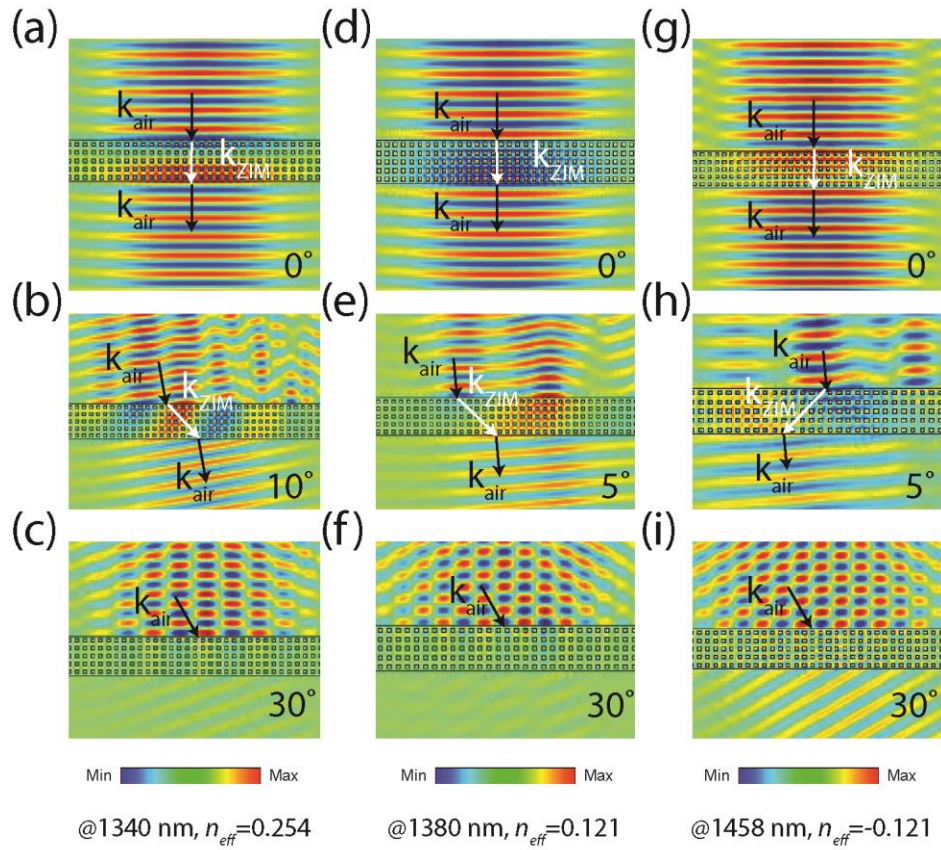 (a)
k air
k ZIM
k air
0°
(d)
k air
k ZIM
k air
0°
(g)
k air
k ZIM
k air
0°
(b)
k air
k ZIM
k air
10°
(e)
k air
k ZIM
k air
5°
(h)
k air
k ZIM
k air
5°
(c)
k air
30°
(f)
k air
30°
(i)
k air
30°
Min Max
Min Max
Min Max
@1340 nm, n eff=0.254
@1380 nm, n eff=0.121
@1458 nm, n eff=-0.121